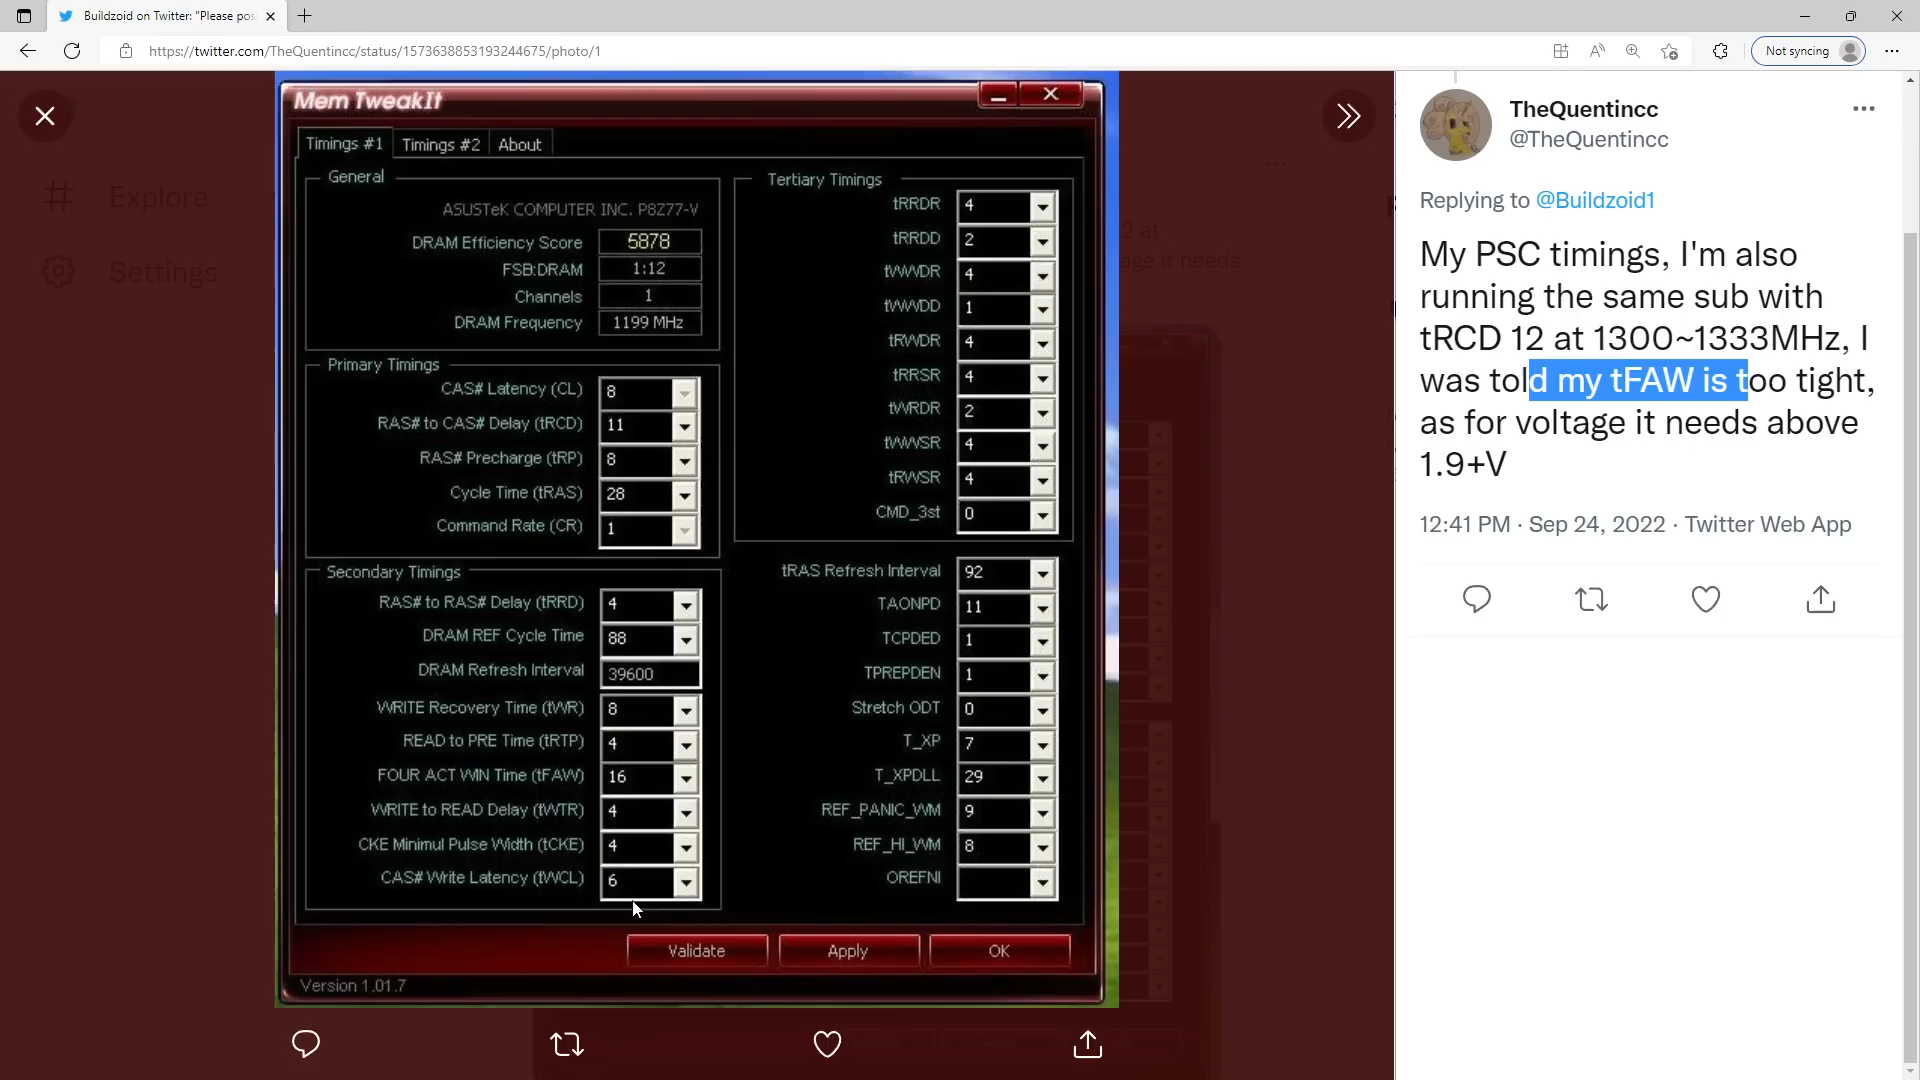 Buildzoid on Twitter: "Please pos
https://twitter.com/TheQuentincc/status/1573638853193244675/photo/1
Not syncing
Explore
Settings
Mem TweakIt
Timings #1
Timings #2
About
General
ASUSTeK COMPUTER INC. P8Z77-V
DRAM Efficiency Score 5878
FSB:DRAM 1:12
Channels 1
DRAM Frequency 1199 MHz
Primary Timings
CAS# Latency (CL) 8
RAS# to CAS# Delay (tRCD) 11
RAS# Precharge (tRP) 8
Cycle Time (tRAS) 28
Command Rate (CR) 1
Secondary Timings
RAS# to RAS# Delay (tRRD) 4
DRAM REF Cycle Time 88
DRAM Refresh Interval 39600
WRITE Recovery Time (tWR) 8
READ to PRE Time (tRTP) 4
FOUR ACT WIN Time (tFAW) 16
WRITE to READ Delay (tWTR) 4
CKE Minimul Pulse Width (tCKE) 4
CAS# Write Latency (tWCL) 6
Tertiary Timings
tRRDR 4
tRRDD 2
tWWDR 4
tWWDD 1
tRWDR 4
tRRSR 4
tWRDR 2
tWWSR 4
tRWSR 4
CMD_3st 0
tRAS Refresh Interval 92
TAONPD 11
TCPDED 1
TPREPDEN 1
Stretch ODT 0
T_XP 7
T_XPDLL 29
REF_PANIC_WM 9
REF_HI_WM 8
OREFNI
Validate
Apply
OK
Version 1.01.7
2 at
age it needs
TheQuentincc
@TheQuentincc
Replying to @Buildzoid1
My PSC timings, I'm also
running the same sub with
tRCD 12 at 1300~1333MHz, I
was told my tFAW is too tight,
as for voltage it needs above
1.9+V
12:41 PM · Sep 24, 2022 · Twitter Web App